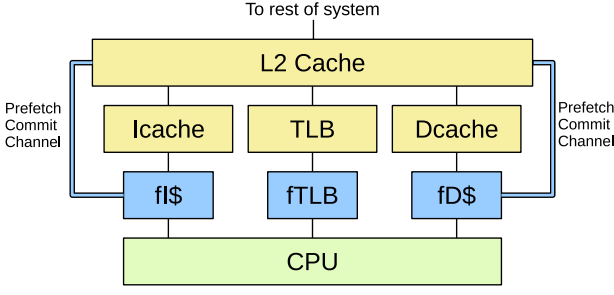 To rest of system
L2 Cache
Prefetch
Commit
Channel
Prefetch
Commit
Channel
Icache
TLB
Dcache
fI$
fTLB
fD$
CPU